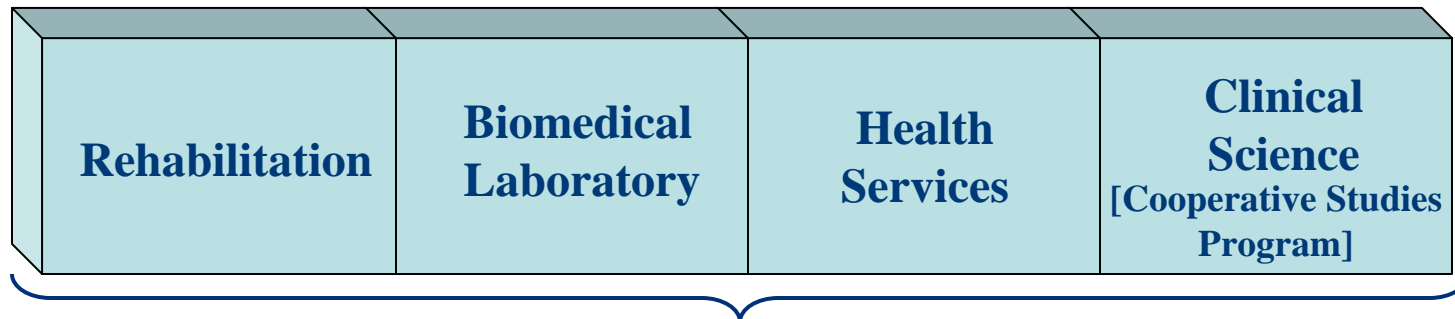 Rehabilitation
Biomedical
Laboratory
Health
Services
Clinical
Science
[Cooperative Studies
Program]